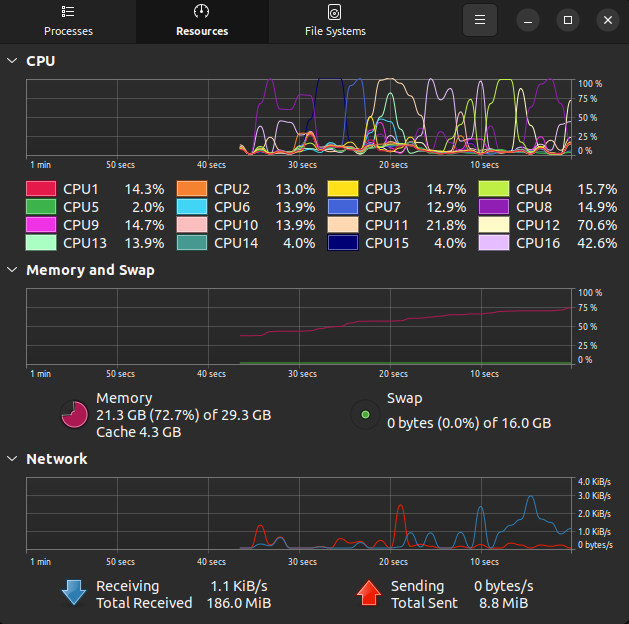 Processes Resources File Systems
CPU
100 %
75 %
50 %
25 %
0 %
1 min 50 secs 40 secs 30 secs 20 secs 10 secs
CPU1 14.3% CPU2 13.0% CPU3 14.7% CPU4 15.7%
CPU5 2.0% CPU6 13.9% CPU7 12.9% CPU8 14.9%
CPU9 14.7% CPU10 13.9% CPU11 21.8% CPU12 70.6%
CPU13 13.9% CPU14 4.0% CPU15 4.0% CPU16 42.6%
Memory and Swap
100 %
75 %
50 %
25 %
0 %
1 min 50 secs 40 secs 30 secs 20 secs 10 secs
Memory Swap
21.3 GB (72.7%) of 29.3 GB 0 bytes (0.0%) of 16.0 GB
Cache 4.3 GB
Network
4.0 KiB/s
3.0 KiB/s
2.0 KiB/s
1.0 KiB/s
0 bytes/s
1 min 50 secs 40 secs 30 secs 20 secs 10 secs
Receiving 1.1 KiB/s Sending 0 bytes/s
Total Received 186.0 MiB Total Sent 8.8 MiB